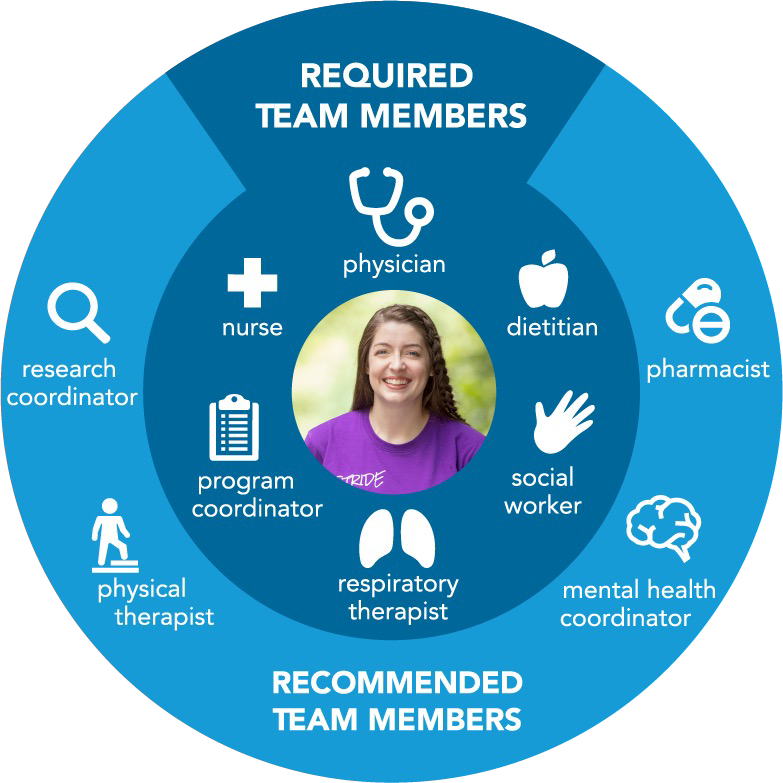 REQUIRED
TEAM MEMBERS
physician
nurse
dietitian
research
coordinator
pharmacist
program
coordinator
social
worker
STRIDE
respiratory
therapist
physical
therapist
mental health
coordinator
RECOMMENDED
TEAM MEMBERS